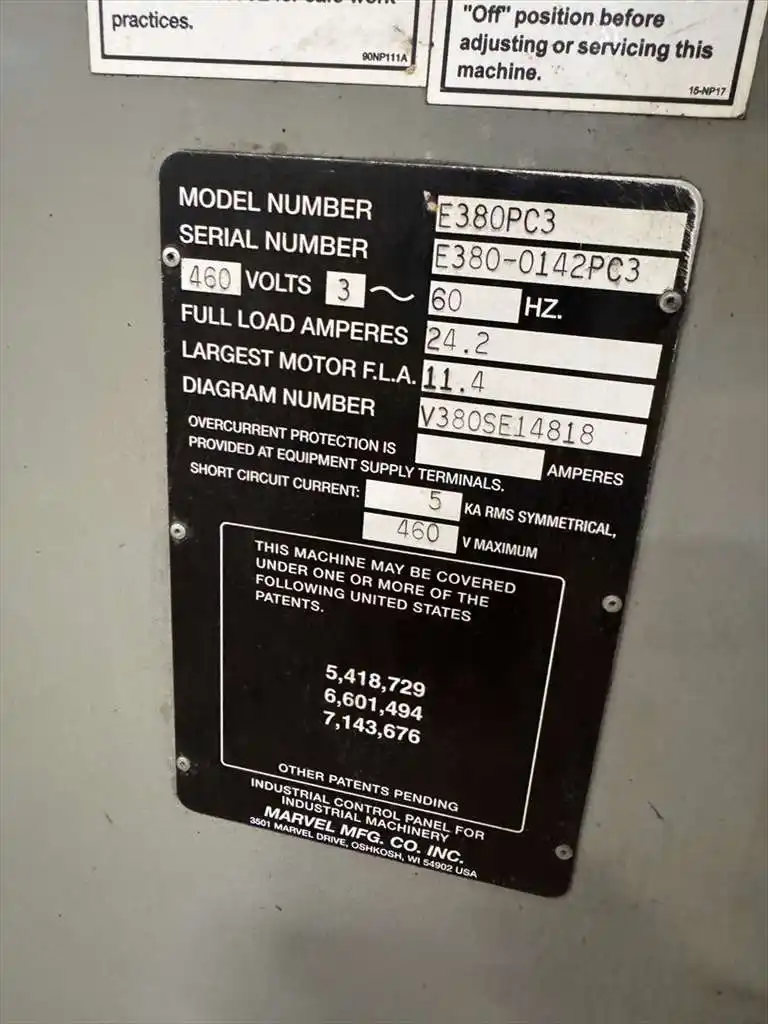 practices.
90NP111A
"Off" position before
adjusting or servicing this
machine.
15-NP17
MODEL NUMBER E380PC3
SERIAL NUMBER E380-0142PC3
460 VOLTS 3 ~ 60 HZ.
FULL LOAD AMPERES 24.2
LARGEST MOTOR F.L.A. 11.4
DIAGRAM NUMBER V380SE14818
OVERCURRENT PROTECTION IS AMPERES
PROVIDED AT EQUIPMENT SUPPLY TERMINALS.
SHORT CIRCUIT CURRENT: 5 KA RMS SYMMETRICAL,
460 V MAXIMUM
THIS MACHINE MAY BE COVERED
UNDER ONE OR MORE OF THE
FOLLOWING UNITED STATES
PATENTS.
5,418,729
6,601,494
7,143,676
OTHER PATENTS PENDING
INDUSTRIAL CONTROL PANEL FOR
INDUSTRIAL MACHINERY
MARVEL MFG. CO. INC.
3501 MARVEL DRIVE, OSHKOSH, WI 54902 USA